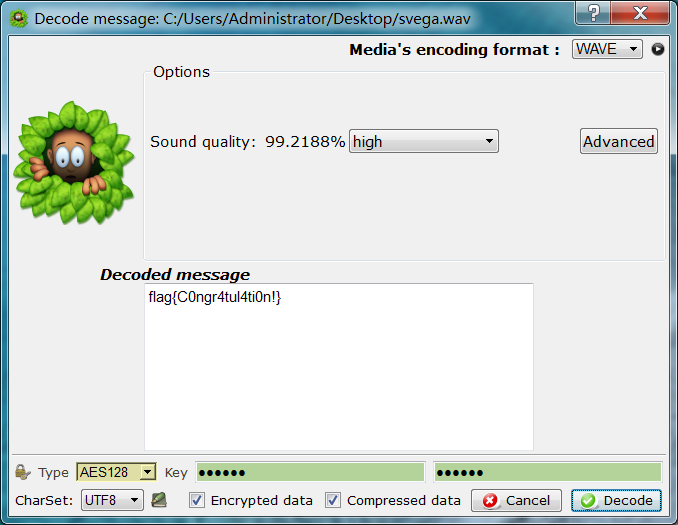 Decode message: C:/Users/Administrator/Desktop/svega.wav
Media's encoding format : WAVE
Options
Sound quality: 99.2188% high Advanced
Decoded message
flag{C0ngr4tul4ti0n!}
Type AES128 Key ●●●●●● ●●●●●●
CharSet: UTF8 Encrypted data Compressed data Cancel Decode